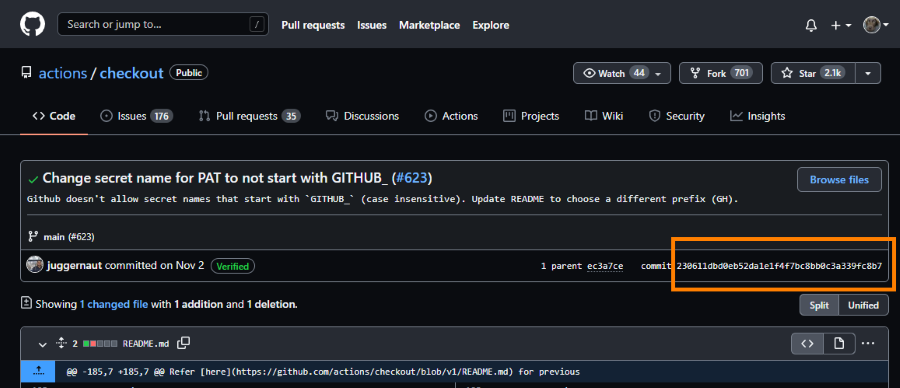 Search or jump to... /
Pull requests Issues Marketplace Explore
actions / checkout Public
Watch 44 Fork 701 Star 2.1k
Code Issues 176 Pull requests 35 Discussions Actions Projects Wiki Security Insights
Change secret name for PAT to not start with GITHUB_ (#623)
Browse files
Github doesn't allow secret names that start with `GITHUB_` (case insensitive). Update README to choose a different prefix (GH).
main (#623)
juggernaut committed on Nov 2 Verified
1 parent ec3a7ce commit 230611dbd0eb52da1e1f4f7bc8bb0c3a339fc8b7
Showing 1 changed file with 1 addition and 1 deletion.
Split Unified
2 README.md
@@ -185,7 +185,7 @@ Refer [here](https://github.com/actions/checkout/blob/v1/README.md) for previous